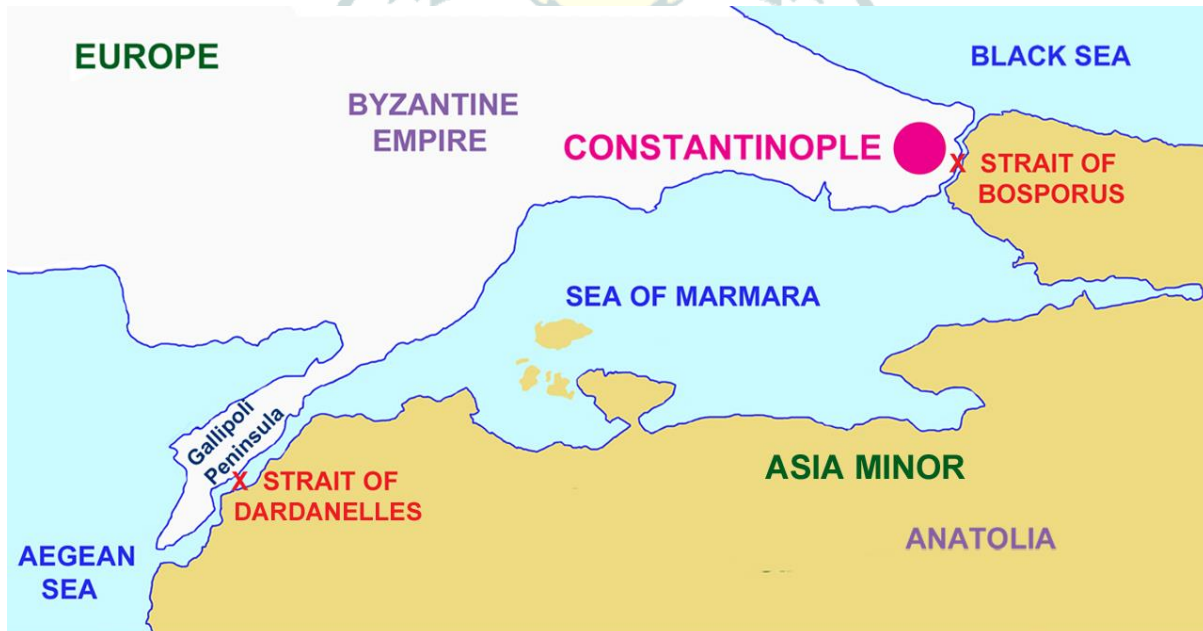 EUROPE
BLACK SEA
BYZANTINE
EMPIRE
CONSTANTINOPLE
X STRAIT OF
BOSPORUS
SEA OF MARMARA
Gallipoli
Peninsula
X STRAIT OF
DARDANELLES
ASIA MINOR
ANATOLIA
AEGEAN
SEA